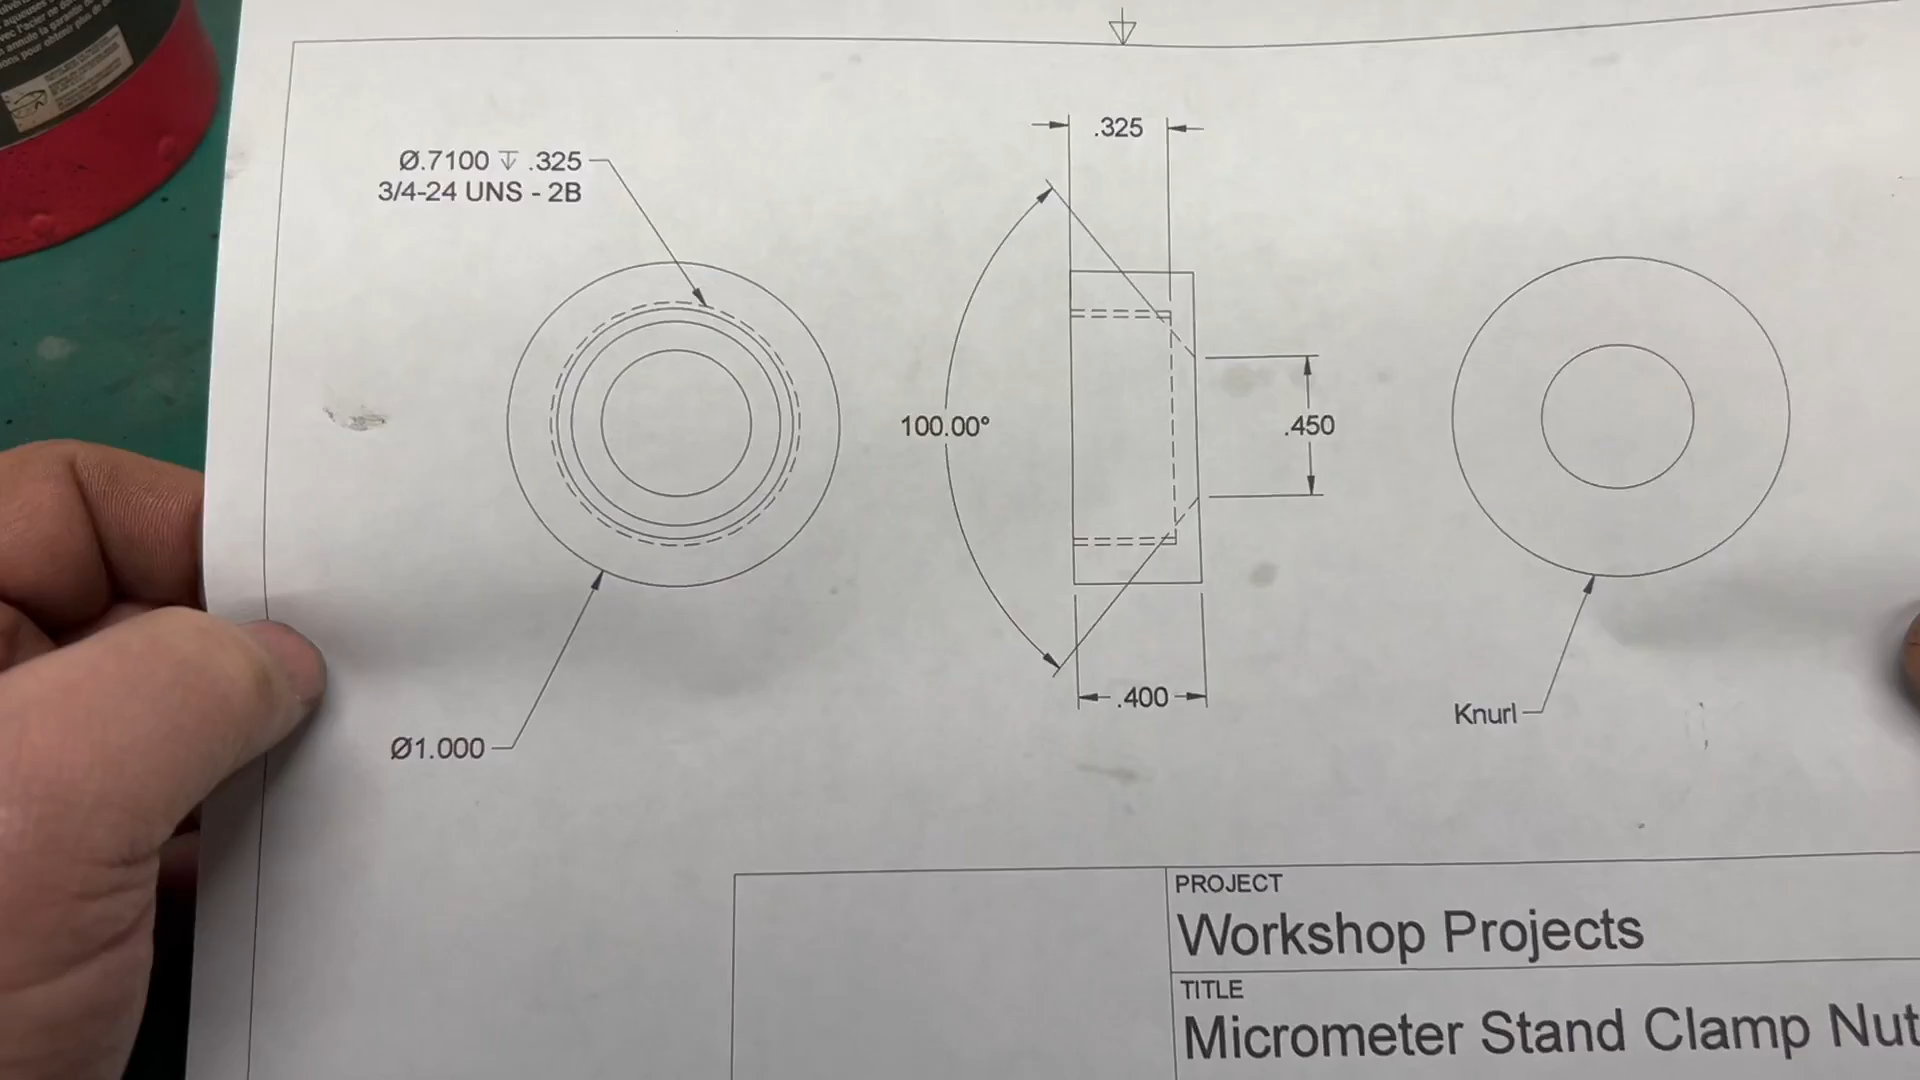 Ø.7100 ↧ .325
3/4-24 UNS - 2B
.325
100.00°
.450
.400
Ø1.000
Knurl
PROJECT
Workshop Projects
TITLE
Micrometer Stand Clamp Nut